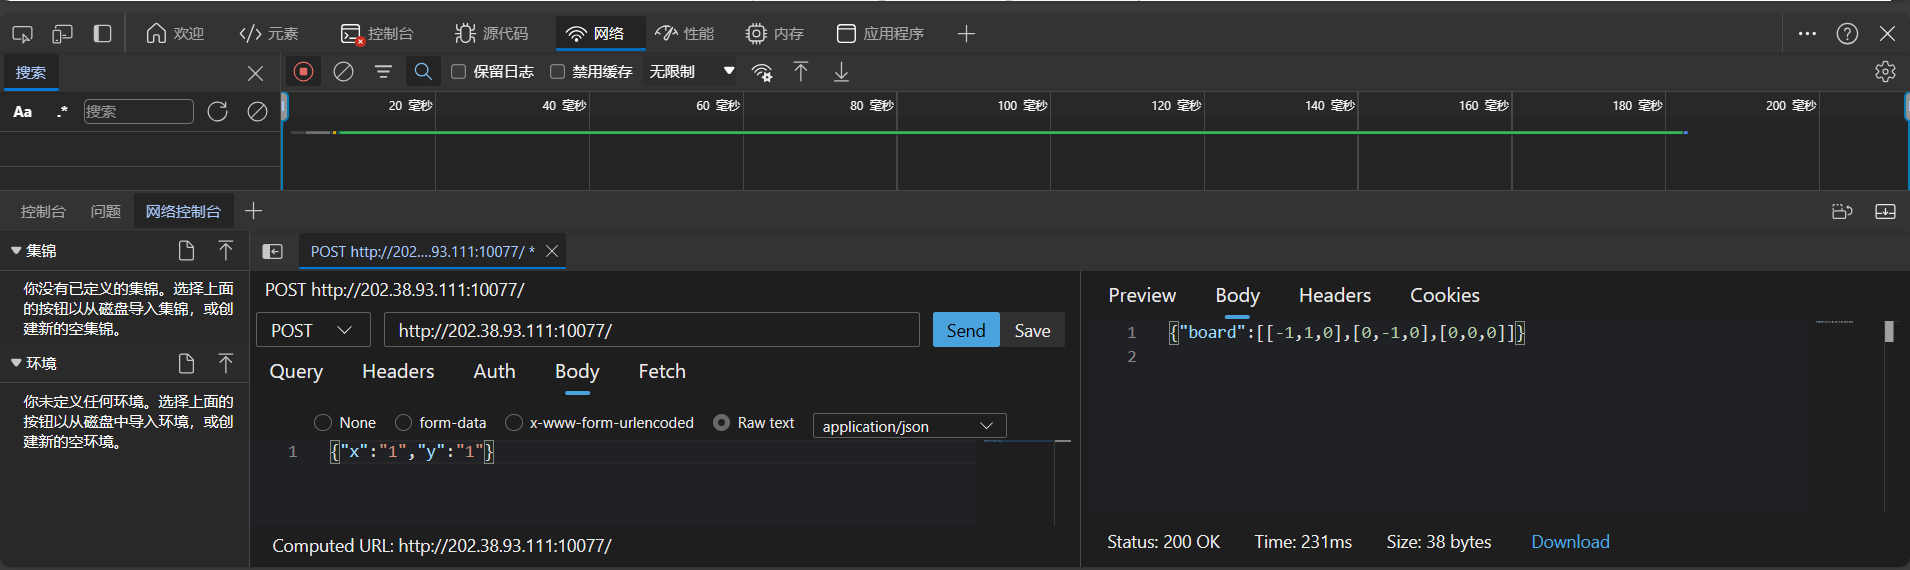 欢迎 元素 控制台 源代码 网络 性能 内存 应用程序
搜索
保留日志 禁用缓存 无限制
Aa .* 搜索
20 毫秒 40 毫秒 60 毫秒 80 毫秒 100 毫秒 120 毫秒 140 毫秒 160 毫秒 180 毫秒 200 毫秒
控制台 问题 网络控制台
集锦
你没有已定义的集锦。选择上面
的按钮以从磁盘导入集锦，或创
建新的空集锦。
环境
你未定义任何环境。选择上面的
按钮以从磁盘中导入环境，或创
建新的空环境。
POST http://202....93.111:10077/ *
POST http://202.38.93.111:10077/
POST http://202.38.93.111:10077/ Send Save
Query Headers Auth Body Fetch
None form-data x-www-form-urlencoded Raw text application/json
1 {"x":"1","y":"1"}
Computed URL: http://202.38.93.111:10077/
Preview Body Headers Cookies
1 {"board":[[-1,1,0],[0,-1,0],[0,0,0]]}
2
Status: 200 OK Time: 231ms Size: 38 bytes Download